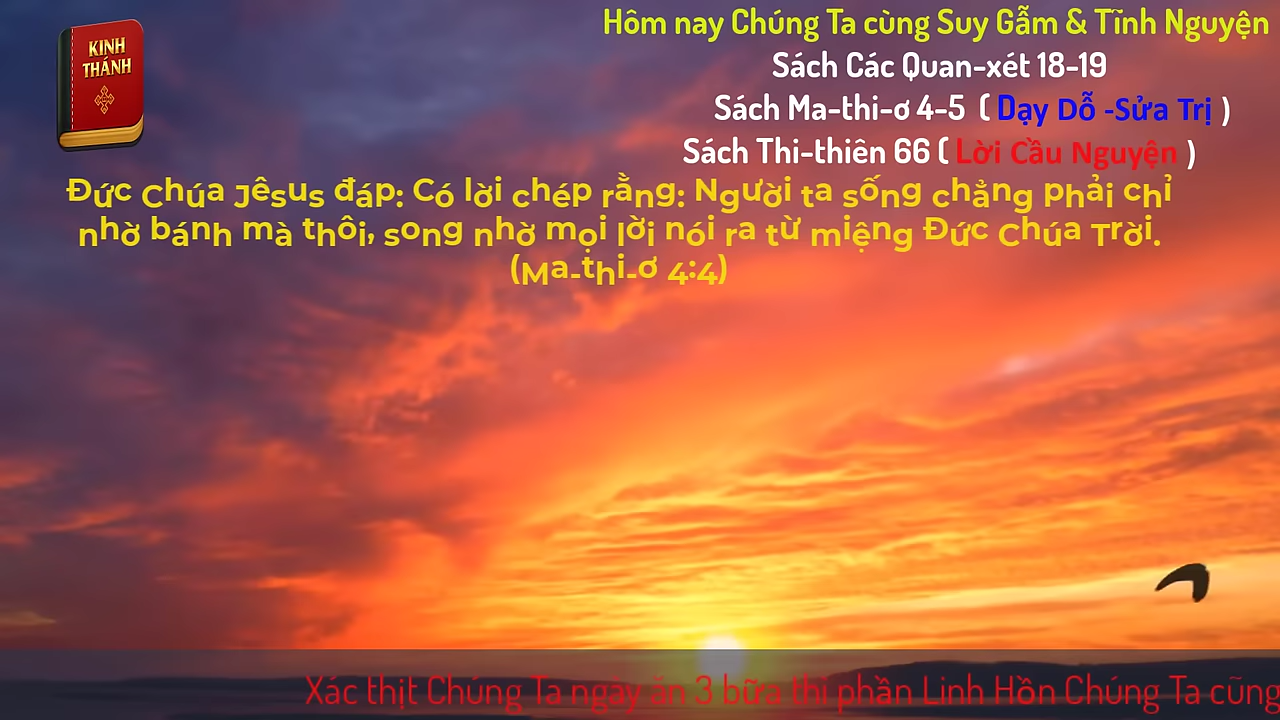 KINH
THÁNH
Hôm nay Chúng Ta cùng Suy Gẫm & Tĩnh Nguyện
Sách Các Quan-xét 18-19
Sách Ma-thi-ơ 4-5 ( Dạy Dỗ -Sửa Trị )
Sách Thi-thiên 66 ( Lời Cầu Nguyện )
Đức Chúa Jêsus đáp: Có lời chép rằng: Người ta sống chẳng phải chỉ
nhờ bánh mà thôi, song nhờ mọi lời nói ra từ miệng Đức Chúa Trời.
(Ma-thi-ơ 4:4)
Xác thịt Chúng Ta ngày ăn 3 bữa thì phần Linh Hồn Chúng Ta cũng